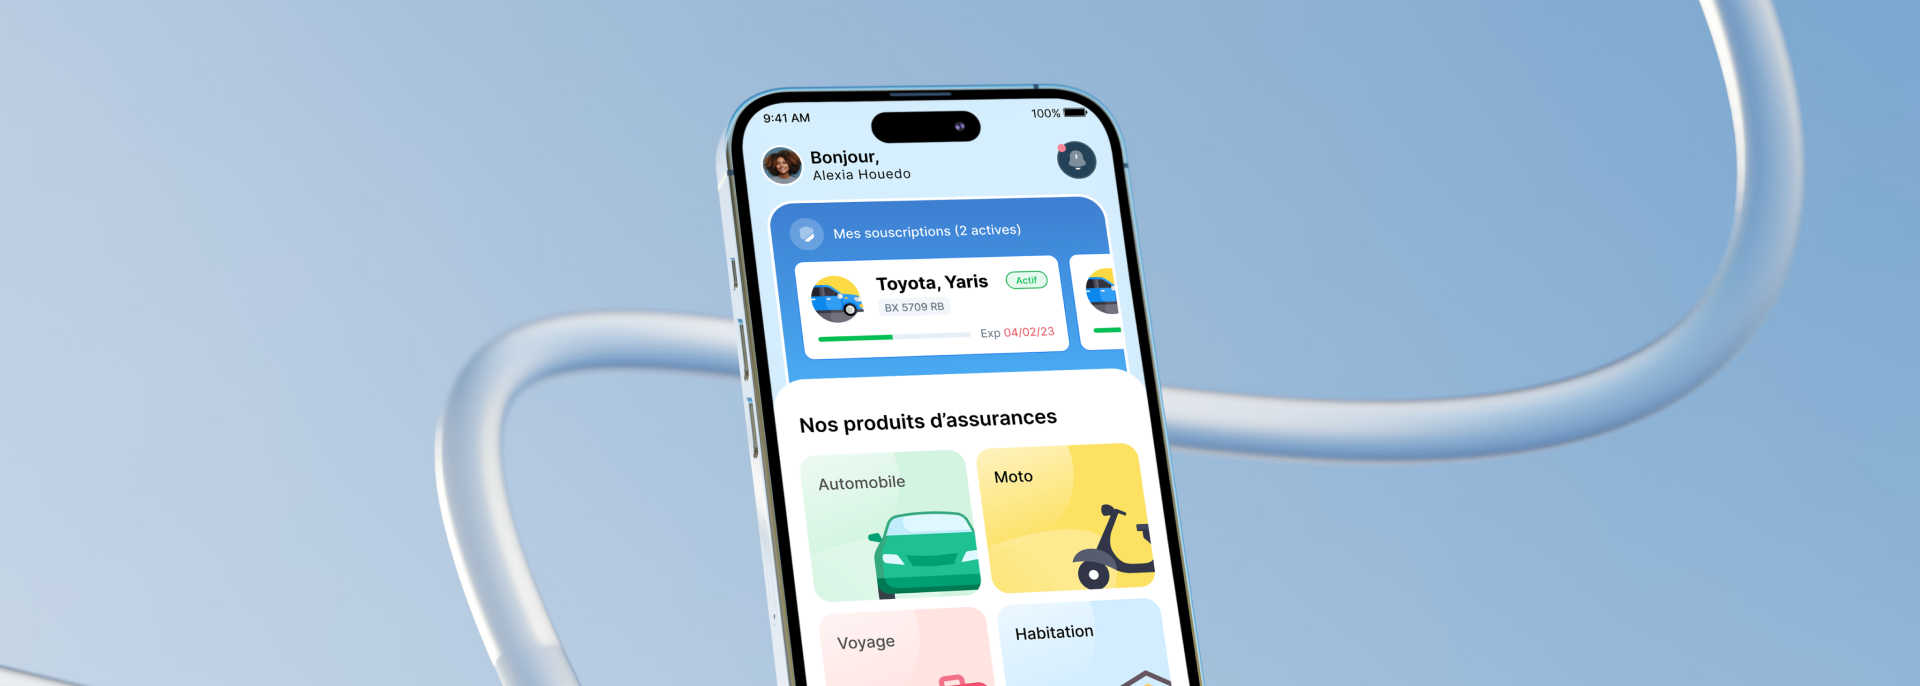 9:41 AM
100%
Bonjour,
Alexia Houedo
Mes souscriptions (2 actives)
Toyota, Yaris
Actif
BX 5709 RB
Exp 04/02/23
Nos produits d’assurances
Automobile
Moto
Voyage
Habitation